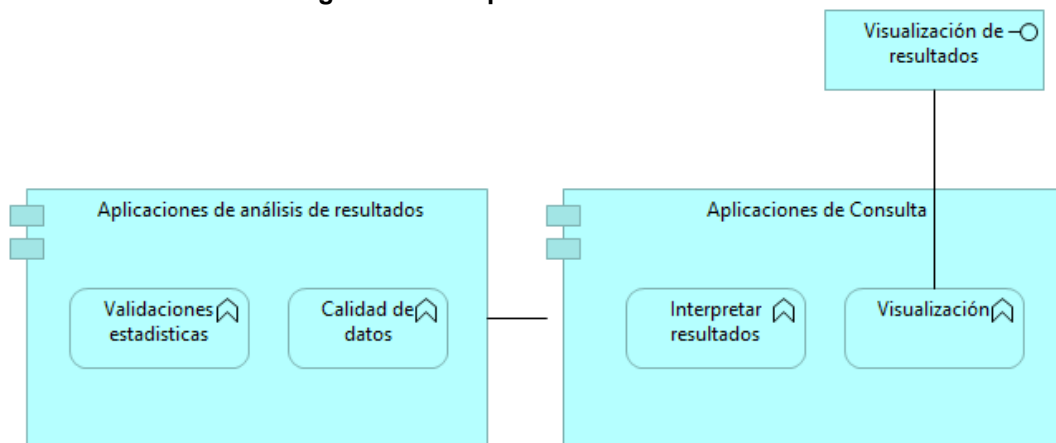 Visualización de
resultados
Aplicaciones de análisis de resultados
Aplicaciones de Consulta
Validaciones
estadisticas
Calidad de
datos
Interpretar
resultados
Visualización